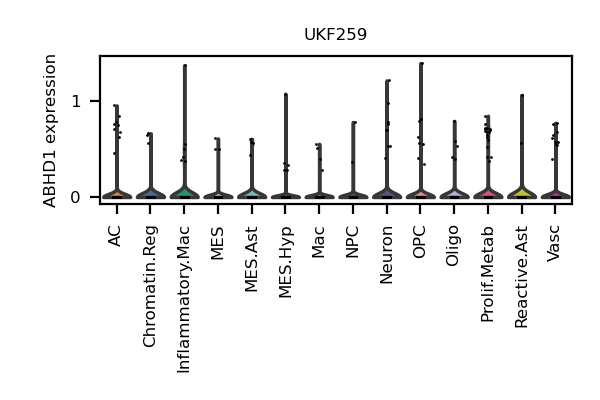 UKF259
ABHD1 expression
1
0
AC
Chromatin.Reg
Inflammatory.Mac
MES
MES.Ast
MES.Hyp
Mac
NPC
Neuron
OPC
Oligo
Prolif.Metab
Reactive.Ast
Vasc